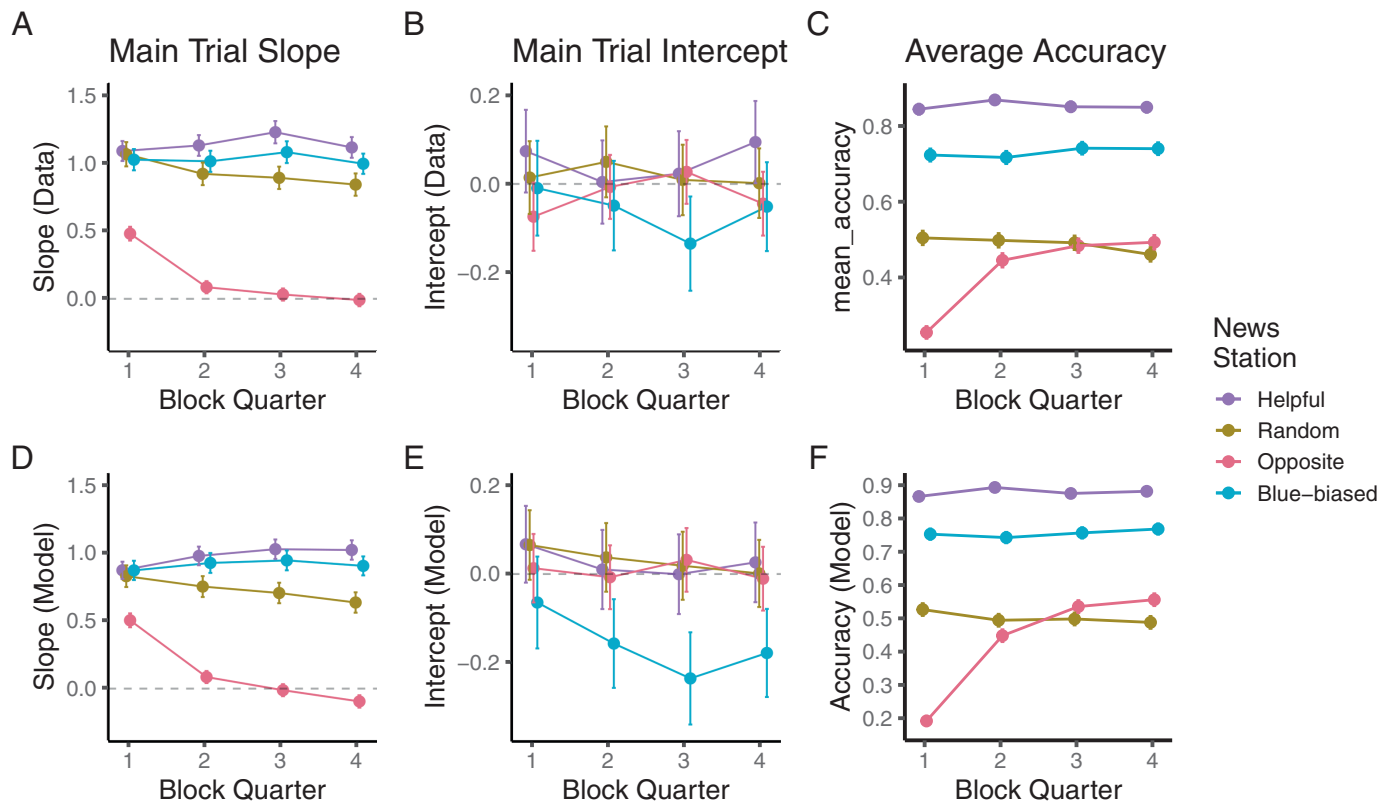 A
Main Trial Slope
Slope (Data)
1.5
1.0
0.5
0.0
1 2 3 4
Block Quarter
B
Main Trial Intercept
Intercept (Data)
0.2
0.0
−0.2
1 2 3 4
Block Quarter
C
Average Accuracy
mean_accuracy
0.8
0.6
0.4
1 2 3 4
Block Quarter
News
Station
Helpful
Random
Opposite
Blue-biased
D
Slope (Model)
1.5
1.0
0.5
0.0
1 2 3 4
Block Quarter
E
Intercept (Model)
0.2
0.0
−0.2
1 2 3 4
Block Quarter
F
Accuracy (Model)
0.9
0.8
0.7
0.6
0.5
0.4
0.3
0.2
1 2 3 4
Block Quarter